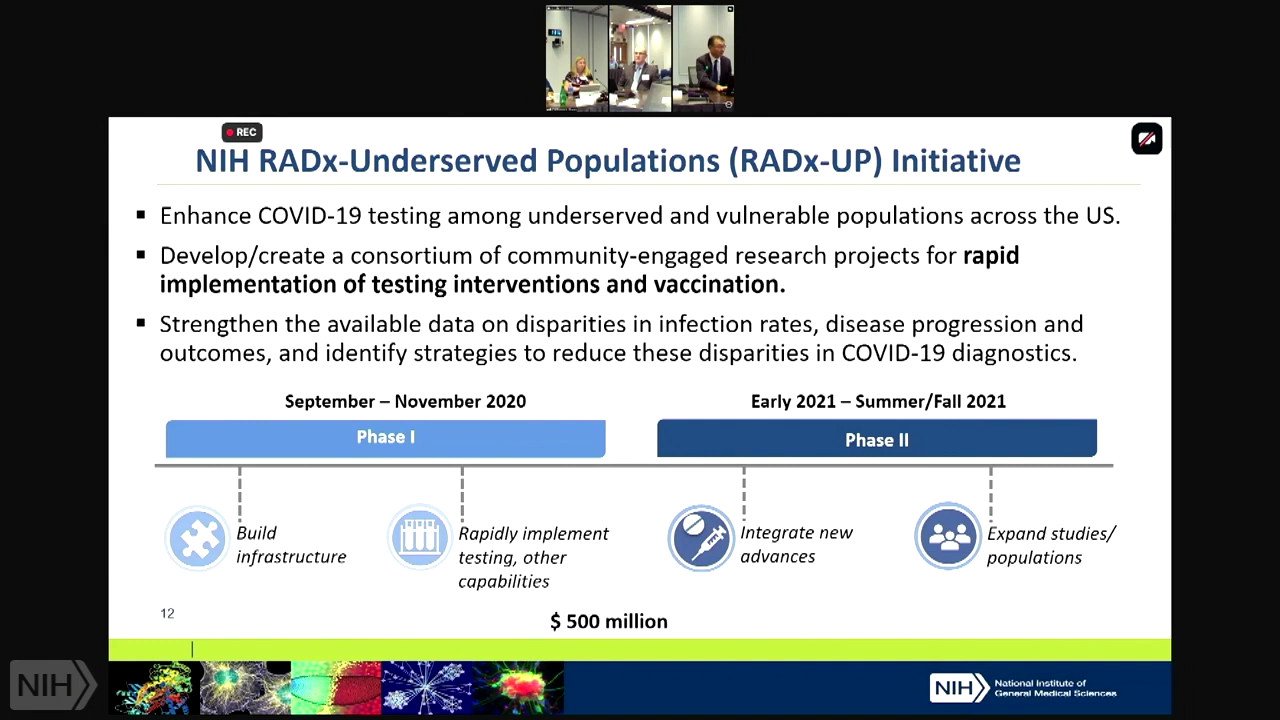 REC
NIH RADx-Underserved Populations (RADx-UP) Initiative
Enhance COVID-19 testing among underserved and vulnerable populations across the US.
Develop/create a consortium of community-engaged research projects for rapid
implementation of testing interventions and vaccination.
Strengthen the available data on disparities in infection rates, disease progression and
outcomes, and identify strategies to reduce these disparities in COVID-19 diagnostics.
September – November 2020
Early 2021 – Summer/Fall 2021
Phase I
Phase II
Build
infrastructure
Rapidly implement
testing, other
capabilities
Integrate new
advances
Expand studies/
populations
12
$ 500 million
NIH
NIH
National Institute of
General Medical Sciences